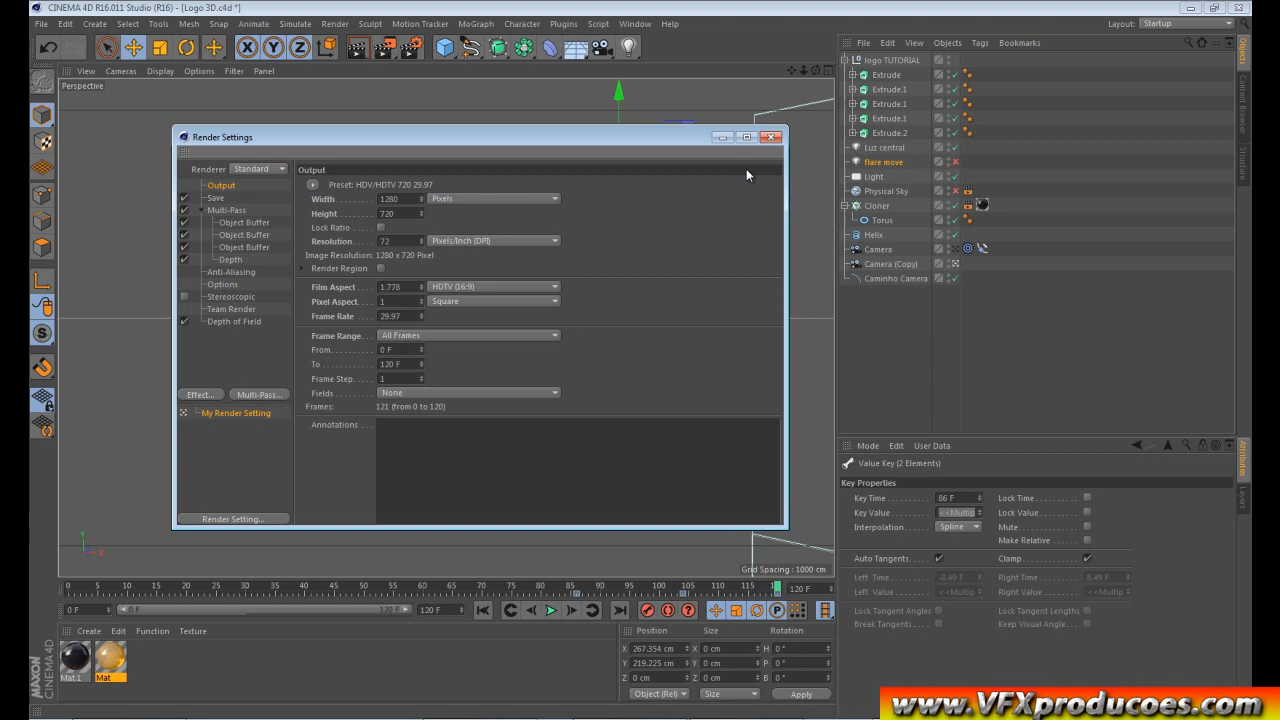 CINEMA 4D R16.011 Studio (R16) - [Logo 3D.c4d *]
File Edit Create Select Tools Mesh Snap Animate Simulate Render Sculpt Motion Tracker MoGraph Character Plugins Script Window Help Layout: Startup
View Cameras Display Options Filter Panel
Perspective
Render Settings
Renderer Standard
Output
Save
Multi-Pass
Object Buffer
Object Buffer
Object Buffer
Depth
Anti-Aliasing
Options
Stereoscopic
Team Render
Depth of Field
Effect... Multi-Pass...
My Render Setting
Render Setting...
Output
Preset: HDV/HDTV 720 29.97
Width 1280 Pixels
Height 720
Lock Ratio
Resolution 72 Pixels/Inch (DPI)
Image Resolution: 1280 x 720 Pixel
Render Region
Film Aspect 1.778 HDTV (16:9)
Pixel Aspect 1 Square
Frame Rate 29.97
Frame Range All Frames
From 0 F
To 120 F
Frame Step 1
Fields None
Frames: 121 (from 0 to 120)
Annotations
Y
X
Grid Spacing : 1000 cm
0 5 10 15 20 25 30 35 40 45 50 55 60 65 70 75 80 85 90 95 100 105 110 115 120 F
0 F 0 F 120 F 120 F
Create Edit Function Texture
Mat.1 Mat
MAXON
CINEMA 4D
Position Size Rotation
X 267.354 cm X 0 cm H 0 °
Y 219.225 cm Y 0 cm P 0 °
Z 0 cm Z 0 cm B 0 °
Object (Rel) Size Apply
File Edit View Objects Tags Bookmarks
logo TUTORIAL
Extrude
Extrude.1
Extrude.1
Extrude.1
Extrude.2
Luz central
flare move
Light
Physical Sky
Cloner
Torus
Helix
Camera
Camera (Copy)
Caminho Camera
Objects
Content Browser
Structure
Mode Edit User Data
Value Key (2 Elements)
Key Properties
Key Time 86 F Lock Time
Key Value <<Multip Lock Value
Interpolation Spline Mute
Make Relative
Auto Tangents Clamp
Left Time -8.49 F Right Time 8.49 F
Left Value <<Multip Right Value <<Multip
Lock Tangent Angles Lock Tangent Lengths
Break Tangents Keep Visual Angle
Attributes
Layers
www.VFXproducoes.com